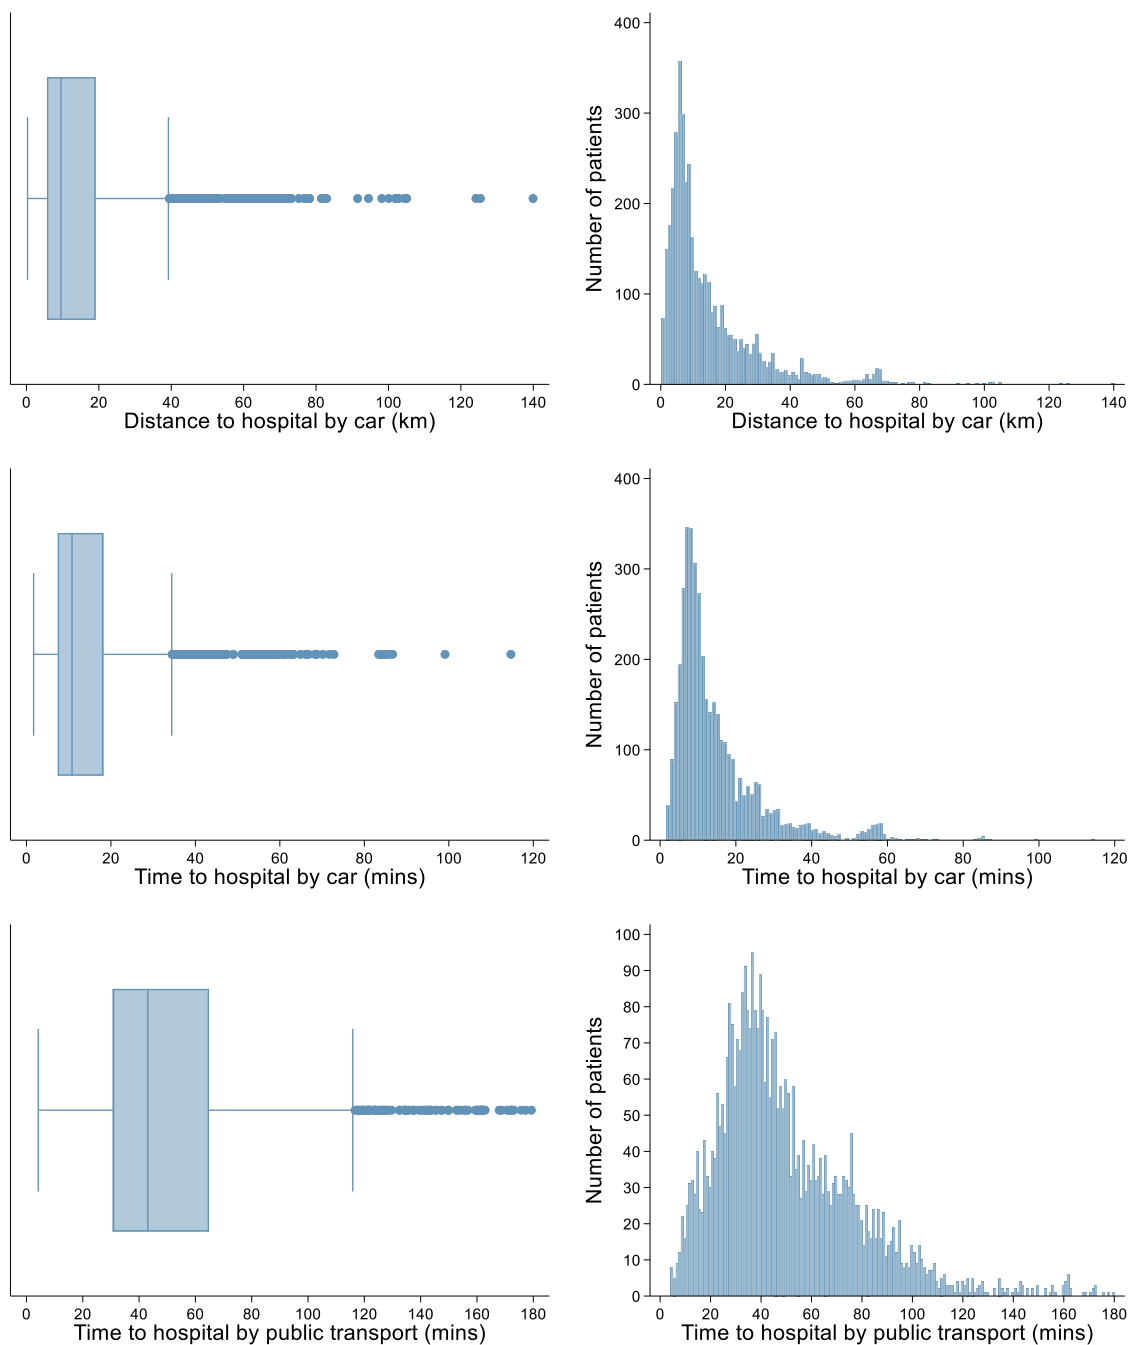 0 20 40 60 80 100 120 140
Distance to hospital by car (km)
Number of patients
400
300
200
100
0
0 20 40 60 80 100 120 140
Distance to hospital by car (km)
0 20 40 60 80 100 120
Time to hospital by car (mins)
Number of patients
400
300
200
100
0
0 20 40 60 80 100 120
Time to hospital by car (mins)
0 20 40 60 80 100 120 140 160 180
Time to hospital by public transport (mins)
Number of patients
100
90
80
70
60
50
40
30
20
10
0
0 20 40 60 80 100 120 140 160 180
Time to hospital by public transport (mins)